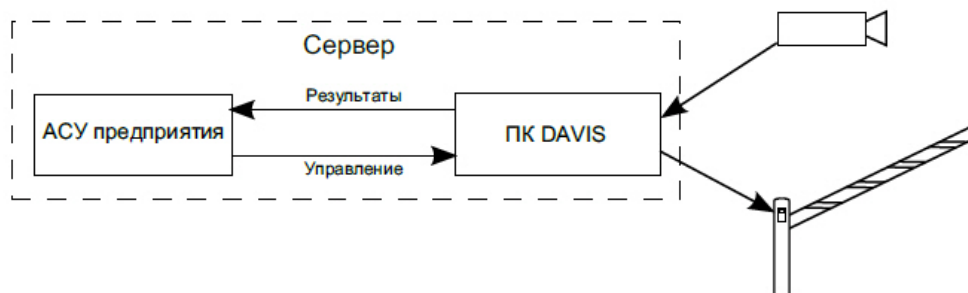 Сервер
Результаты
АСУ предприятия
ПК DAVIS
Управление